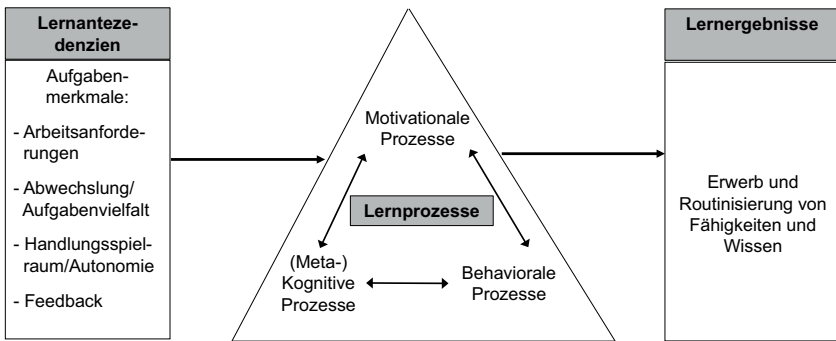 Lernanteze-
denzien
Aufgaben-
merkmale:
- Arbeitsanforde-
rungen
- Abwechslung/
Aufgabenvielfalt
- Handlungsspiel-
raum/Autonomie
- Feedback
Motivationale
Prozesse
Lernprozesse
(Meta-)
Kognitive
Prozesse
Behaviorale
Prozesse
Lernergebnisse
Erwerb und
Routinisierung von
Fähigkeiten und
Wissen